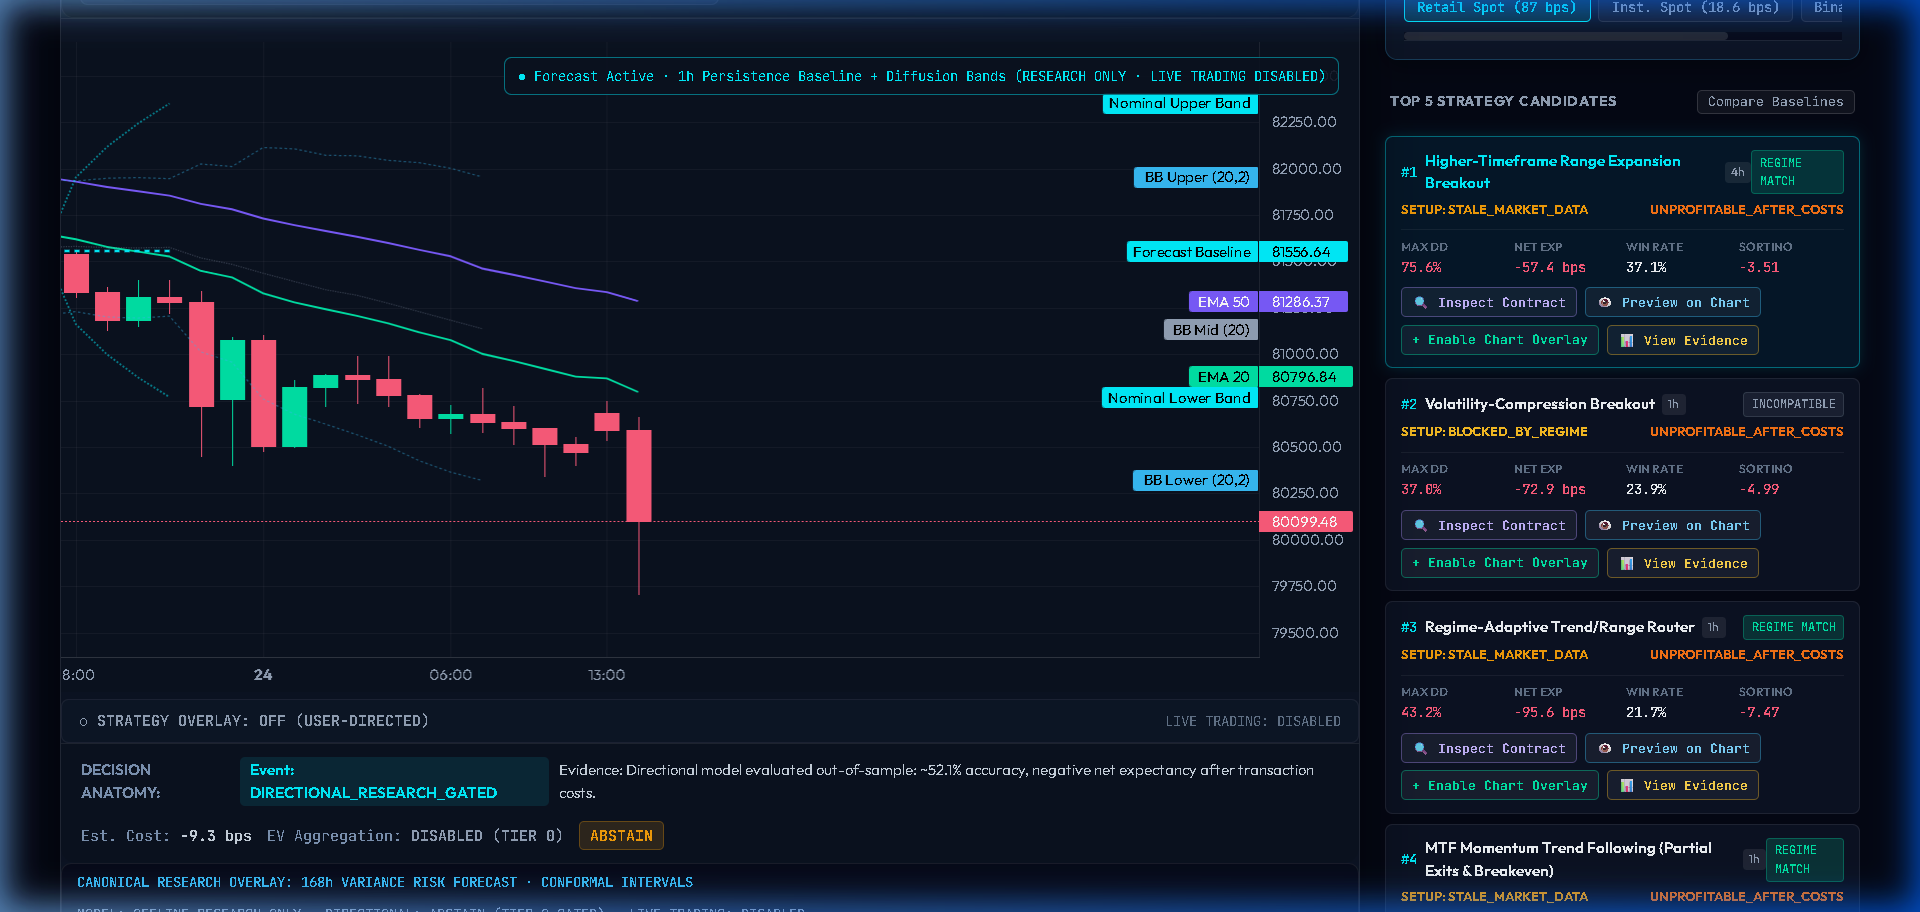 Retail Spot (87 bps)
Inst. Spot (18.6 bps)
● Forecast Active · 1h Persistence Baseline + Diffusion Bands (RESEARCH ONLY · LIVE TRADING DISABLED)
Nominal Upper Band
82250.00
BB Upper (20,2)
82000.00
81750.00
Forecast Baseline
81556.64
EMA 50
81286.37
BB Mid (20)
81000.00
EMA 20
80796.84
Nominal Lower Band
80750.00
80500.00
BB Lower (20,2)
80250.00
80099.48
80000.00
79750.00
79500.00
8:00
24
06:00
13:00
○ STRATEGY OVERLAY: OFF (USER-DIRECTED)
LIVE TRADING: DISABLED
DECISION
ANATOMY:
Event:
DIRECTIONAL_RESEARCH_GATED
Evidence: Directional model evaluated out-of-sample: ~52.1% accuracy, negative net expectancy after transaction
costs.
Est. Cost: -9.3 bps EV Aggregation: DISABLED (TIER 0) ABSTAIN
CANONICAL RESEARCH OVERLAY: 168h VARIANCE RISK FORECAST · CONFORMAL INTERVALS
TOP 5 STRATEGY CANDIDATES
Compare Baselines
#1 Higher-Timeframe Range Expansion
Breakout
4h
REGIME
MATCH
SETUP: STALE_MARKET_DATA
UNPROFITABLE_AFTER_COSTS
MAX DD NET EXP WIN RATE SORTINO
75.6% -57.4 bps 37.1% -3.51
Inspect Contract
Preview on Chart
+ Enable Chart Overlay
View Evidence
#2 Volatility-Compression Breakout 1h
INCOMPATIBLE
SETUP: BLOCKED_BY_REGIME
UNPROFITABLE_AFTER_COSTS
MAX DD NET EXP WIN RATE SORTINO
37.0% -72.9 bps 23.9% -4.99
Inspect Contract
Preview on Chart
+ Enable Chart Overlay
View Evidence
#3 Regime-Adaptive Trend/Range Router 1h
REGIME MATCH
SETUP: STALE_MARKET_DATA
UNPROFITABLE_AFTER_COSTS
MAX DD NET EXP WIN RATE SORTINO
43.2% -95.6 bps 21.7% -7.47
Inspect Contract
Preview on Chart
+ Enable Chart Overlay
View Evidence
#4 MTF Momentum Trend Following (Partial
Exits & Breakeven)
1h
REGIME
MATCH
SETUP: STALE_MARKET_DATA
UNPROFITABLE_AFTER_COSTS